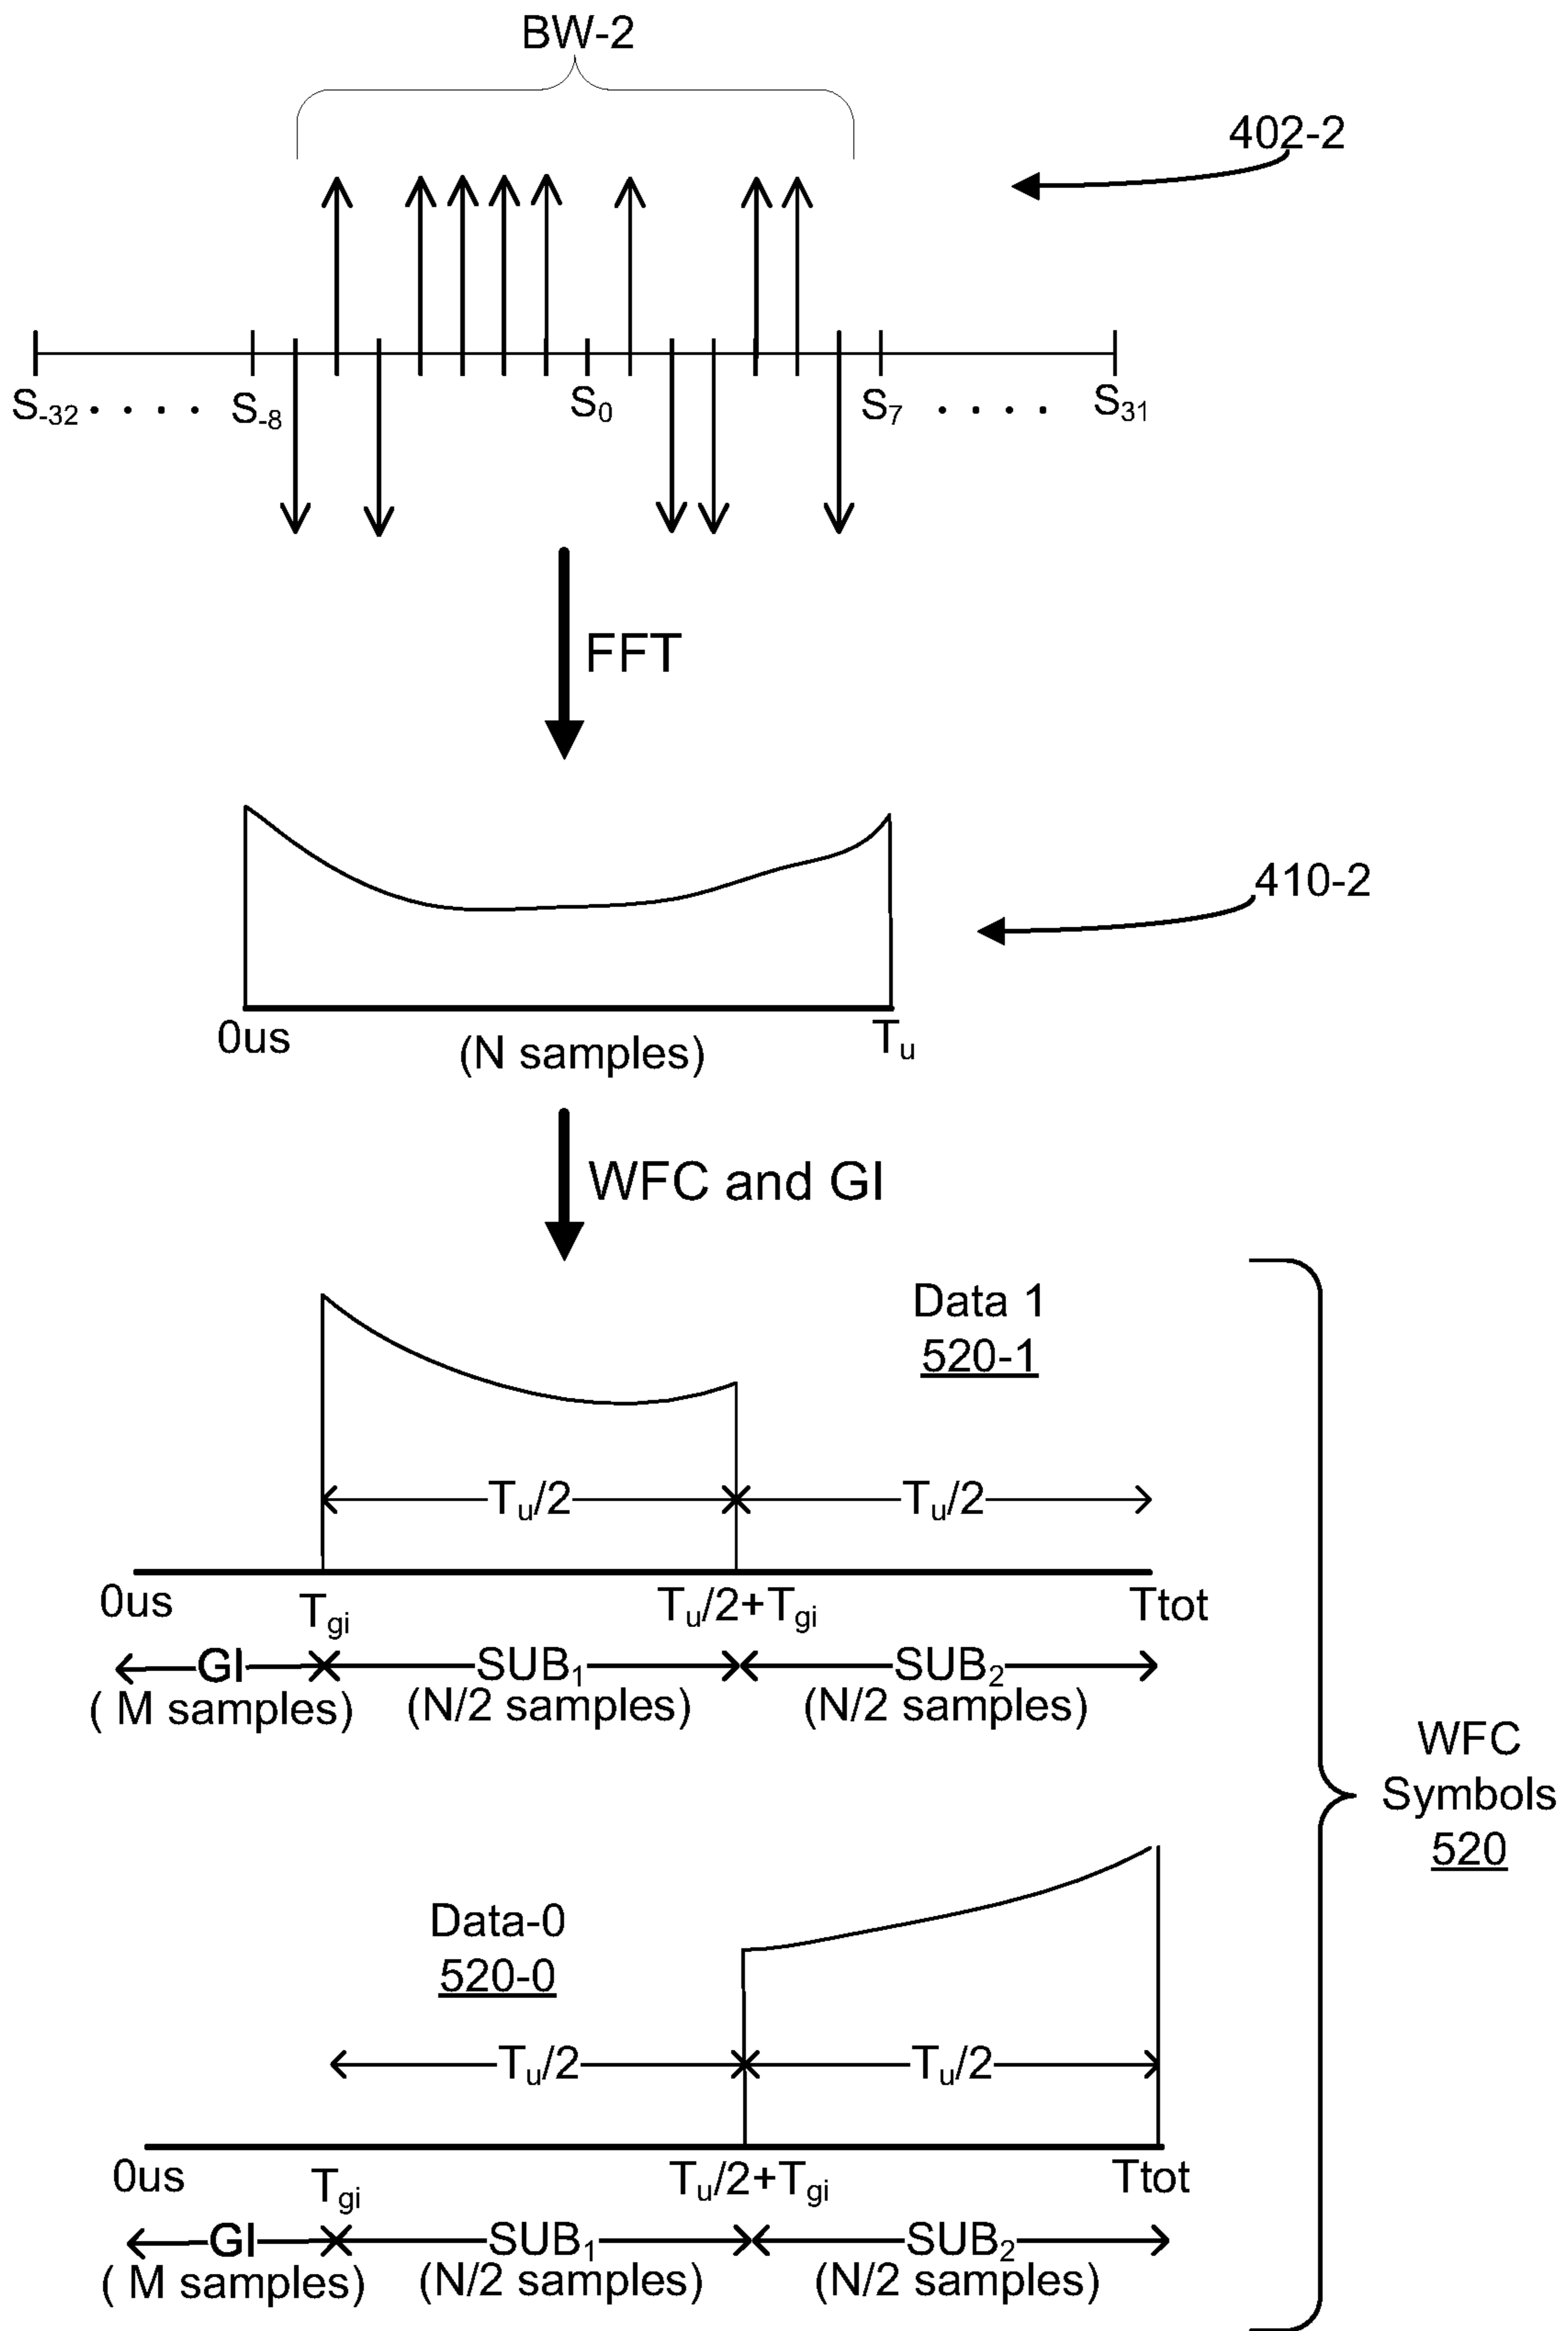 BW-2
402-2
S-32 . . . . S-8 S0 S7 . . . . S31
FFT
410-2
0us (N samples) Tu
WFC and GI
Data 1
520-1
Tu/2 Tu/2
0us Tgi Tu/2+Tgi Ttot
GI SUB1 SUB2
( M samples) (N/2 samples) (N/2 samples)
WFC
Symbols
520
Data-0
520-0
Tu/2 Tu/2
0us Tgi Tu/2+Tgi Ttot
GI SUB1 SUB2
( M samples) (N/2 samples) (N/2 samples)